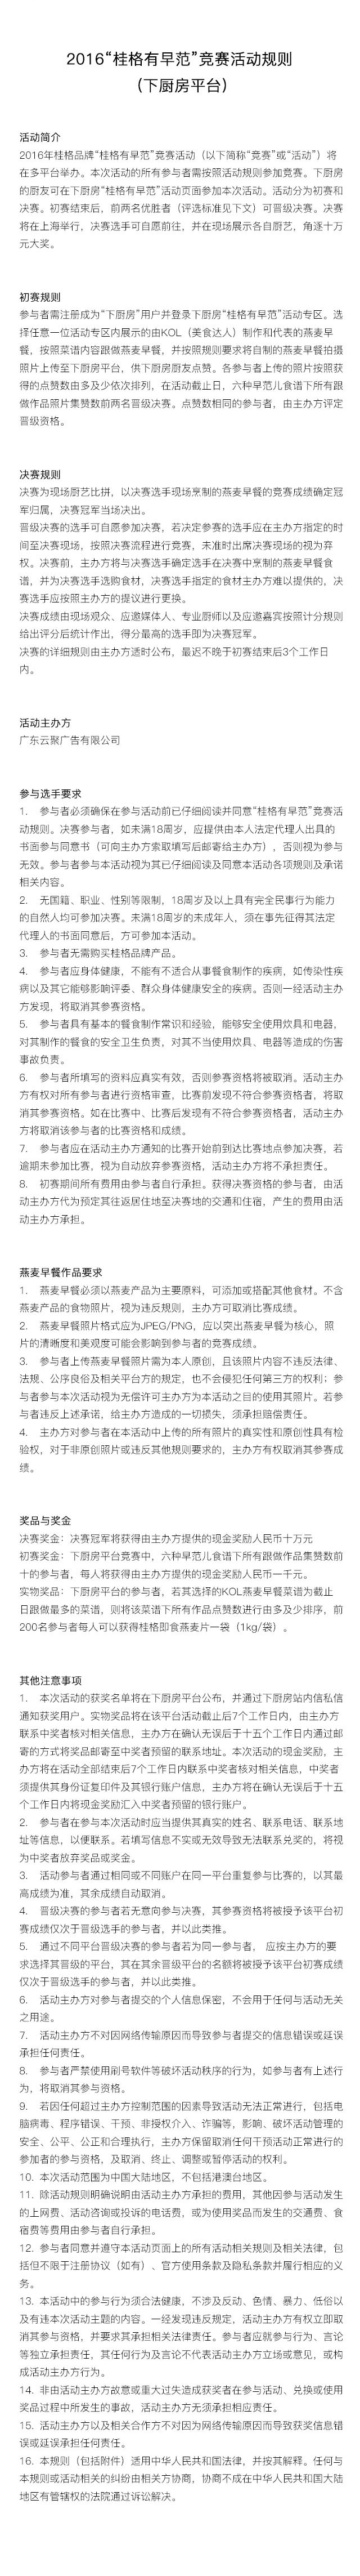 2016“桂格有早范”竞赛活动规则
(下厨房平台)
活动简介
2016年桂格品牌“桂格有早范”竞赛活动（以下简称“竞赛”或“活动”）将
在多平台举办。本次活动的所有参与者需按照活动规则参加竞赛。下厨房
的厨友可在下厨房“桂格有早范”活动页面参加本次活动。活动分为初赛和
决赛。初赛结束后，前两名优胜者（评选标准见下文）可晋级决赛。决赛
将在上海举行，决赛选手可自愿前往，并在现场展示各自厨艺，角逐十万
元大奖。
初赛规则
参与者需注册成为“下厨房”用户并登录下厨房“桂格有早范”活动专区。选
择任意一位活动专区内展示的由KOL（美食达人）制作和代表的燕麦早
餐，按照菜谱内容跟做燕麦早餐，并按照规则要求将自制的燕麦早餐拍摄
照片上传至下厨房平台，供下厨房厨友点赞。各参与者上传的照片按照获
得的点赞数由多及少依次排列，在活动截止日，六种早范儿食谱下所有跟
做作品照片集赞数前两名晋级决赛。点赞数相同的参与者，由主办方评定
晋级资格。
决赛规则
决赛为现场厨艺比拼，以决赛选手现场烹制的燕麦早餐的竞赛成绩确定冠
军归属，决赛冠军当场决出。
晋级决赛的选手可自愿参加决赛，若决定参赛的选手应在主办方指定的时
间至决赛现场，按照决赛流程进行竞赛，未准时出席决赛现场的视为弃
权。决赛前，主办方将与决赛选手确定选手在决赛中烹制的燕麦早餐食
谱，并为决赛选手选购食材，决赛选手指定的食材主办方难以提供的，决
赛选手应按照主办方的提议进行更换。
决赛成绩由现场观众、应邀媒体人、专业厨师以及应邀嘉宾按照计分规则
给出评分后统计作出，得分最高的选手即为决赛冠军。
决赛的详细规则由主办方适时公布，最迟不晚于初赛结束后3个工作日
内。
活动主办方
广东云聚广告有限公司
参与选手要求
1. 参与者必须确保在参与活动前已仔细阅读并同意“桂格有早范”竞赛活
动规则。决赛参与者，如未满18周岁，应提供由本人法定代理人出具的
书面参与同意书（可向主办方索取填写后邮寄给主办方），否则视为参与
无效。参与者参与本活动视为其已仔细阅读及同意本活动各项规则及承诺
相关内容。
2. 无国籍、职业、性别等限制，18周岁及以上具有完全民事行为能力
的自然人均可参加决赛。未满18周岁的未成年人，须在事先征得其法定
代理人的书面同意后，方可参加本活动。
3. 参与者无需购买桂格品牌产品。
4. 参与者应身体健康，不能有不适合从事餐食制作的疾病，如传染性疾
病以及其它能够影响评委、群众身体健康安全的疾病。否则一经活动主办
方发现，将取消其参赛资格。
5. 参与者具有基本的餐食制作常识和经验，能够安全使用炊具和电器，
对其制作的餐食的安全卫生负责，对其不当使用炊具、电器等造成的伤害
事故负责。
6. 参与者所填写的资料应真实有效，否则参赛资格将被取消。活动主办
方有权对所有参与者进行资格审查，比赛前发现不符合参赛资格者，将取
消其参赛资格。如在比赛中、比赛后发现有不符合参赛资格者，活动主办
方将取消该参与者的比赛资格和成绩。
7. 参与者应在活动主办方通知的比赛开始前到达比赛地点参加决赛，若
逾期未参加比赛，视为自动放弃参赛资格，活动主办方将不承担责任。
8. 初赛期间所有费用由参与者自行承担。获得决赛资格的参与者，由活
动主办方代为预定其往返居住地至决赛地的交通和住宿，产生的费用由活
动主办方承担。
燕麦早餐作品要求
1. 燕麦早餐必须以燕麦产品为主要原料，可添加或搭配其他食材。不含
燕麦产品的食物照片，视为违反规则，主办方可取消比赛成绩。
2. 燕麦早餐照片格式应为JPEG/PNG，应以突出燕麦早餐为核心，照
片的清晰度和美观度可能会影响到参与者的竞赛成绩。
3. 参与者上传燕麦早餐照片需为本人原创，且该照片内容不违反法律、
法规、公序良俗及相关平台方的规定，也不会侵犯任何第三方的权利；参
与者参与本次活动视为无偿许可主办方为本活动之目的使用其照片。若参
与者违反上述承诺，给主办方造成的一切损失，须承担赔偿责任。
4. 主办方对参与者在本活动中上传的所有照片的真实性和原创性具有检
验权，对于非原创照片或违反其他规则要求的，主办方有权取消其参赛成
绩。
奖品与奖金
决赛奖金：决赛冠军将获得由主办方提供的现金奖励人民币十万元
初赛奖金：下厨房平台竞赛中，六种早范儿食谱下所有跟做作品集赞数前
十的参与者，每人将获得由主办方提供的现金奖励人民币一千元。
实物奖品：下厨房平台的参与者，若其选择的KOL燕麦早餐菜谱为截止
日跟做最多的菜谱，则将该菜谱下所有作品点赞数进行由多及少排序，前
200名参与者每人可以获得桂格即食燕麦片一袋（1kg/袋）。
其他注意事项
1. 本次活动的获奖名单将在下厨房平台公布，并通过下厨房站内信私信
通知获奖用户。实物奖品将在该平台活动截止后7个工作日内，由主办方
联系中奖者核对相关信息，主办方在确认无误后于十五个工作日内通过邮
寄的方式将奖品邮寄至中奖者预留的联系地址。本次活动的现金奖励，主
办方将在活动全部结束后7个工作日内联系中奖者核对相关信息，中奖者
须提供其身份证复印件及其银行账户信息，主办方将在确认无误后于十五
个工作日内将现金奖励汇入中奖者预留的银行账户。
2. 参与者在参与本次活动时应当提供其真实的姓名、联系电话、联系地
址等信息，以便联系。若填写信息不实或无效导致无法联系兑奖的，将视
为中奖者放弃奖品或奖金。
3. 活动参与者通过相同或不同账户在同一平台重复参与比赛的，以其最
高成绩为准，其余成绩自动取消。
4. 晋级决赛的参与者若无意向参与决赛，其参赛资格将被授予该平台初
赛成绩仅次于晋级选手的参与者，并以此类推。
5. 通过不同平台晋级决赛的参与者若为同一参与者， 应按主办方的要
求选择其晋级的平台，其在其余晋级平台的名额将被授予该平台初赛成绩
仅次于晋级选手的参与者，并以此类推。
6. 活动主办方对参与者提交的个人信息保密，不会用于任何与活动无关
之用途。
7. 活动主办方不对因网络传输原因而导致参与者提交的信息错误或延误
承担任何责任。
8. 参与者严禁使用刷号软件等破坏活动秩序的行为，如参与者有上述行
为，将取消其参与资格。
9. 若因任何超过主办方控制范围的因素导致活动无法正常进行，包括电
脑病毒、程序错误、干预、非授权介入、诈骗等，影响、破坏活动管理的
安全、公平、公正和合理执行，主办方保留取消任何干预活动正常进行的
参加者的参与资格，及取消、终止、调整或暂停活动的权利。
10. 本次活动范围为中国大陆地区，不包括港澳台地区。
11. 除活动规则明确说明由活动主办方承担的费用，其他因参与活动发生
的上网费、活动咨询或投诉的电话费，或为使用奖品而发生的交通费、食
宿费等费用由参与者自行承担。
12. 参与者同意并遵守本活动页面上的所有活动相关规则及相关法律，包
括但不限于注册协议（如有）、官方使用条款及隐私条款并履行相应的义
务。
13. 本活动中的参与行为须合法健康，不涉及反动、色情、暴力、低俗以
及有违本次活动主题的内容。一经发现违反规定，活动主办方有权立即取
消其参与资格，并要求其承担相关法律责任。参与者应就参与行为、言论
等独立承担责任，其任何行为及言论不代表活动主办方立场或意见，或构
成活动主办方行为。
14. 非由活动主办方故意或重大过失造成获奖者在参与活动、兑换或使用
奖品过程中所发生的事故，活动主办方无须承担相应责任。
15. 活动主办方以及相关合作方不对因为网络传输原因而导致获奖信息错
误或延误承担任何责任。
16. 本规则（包括附件）适用中华人民共和国法律，并按其解释。任何与
本规则或活动相关的纠纷由相关方协商，协商不成在中华人民共和国大陆
地区有管辖权的法院通过诉讼解决。